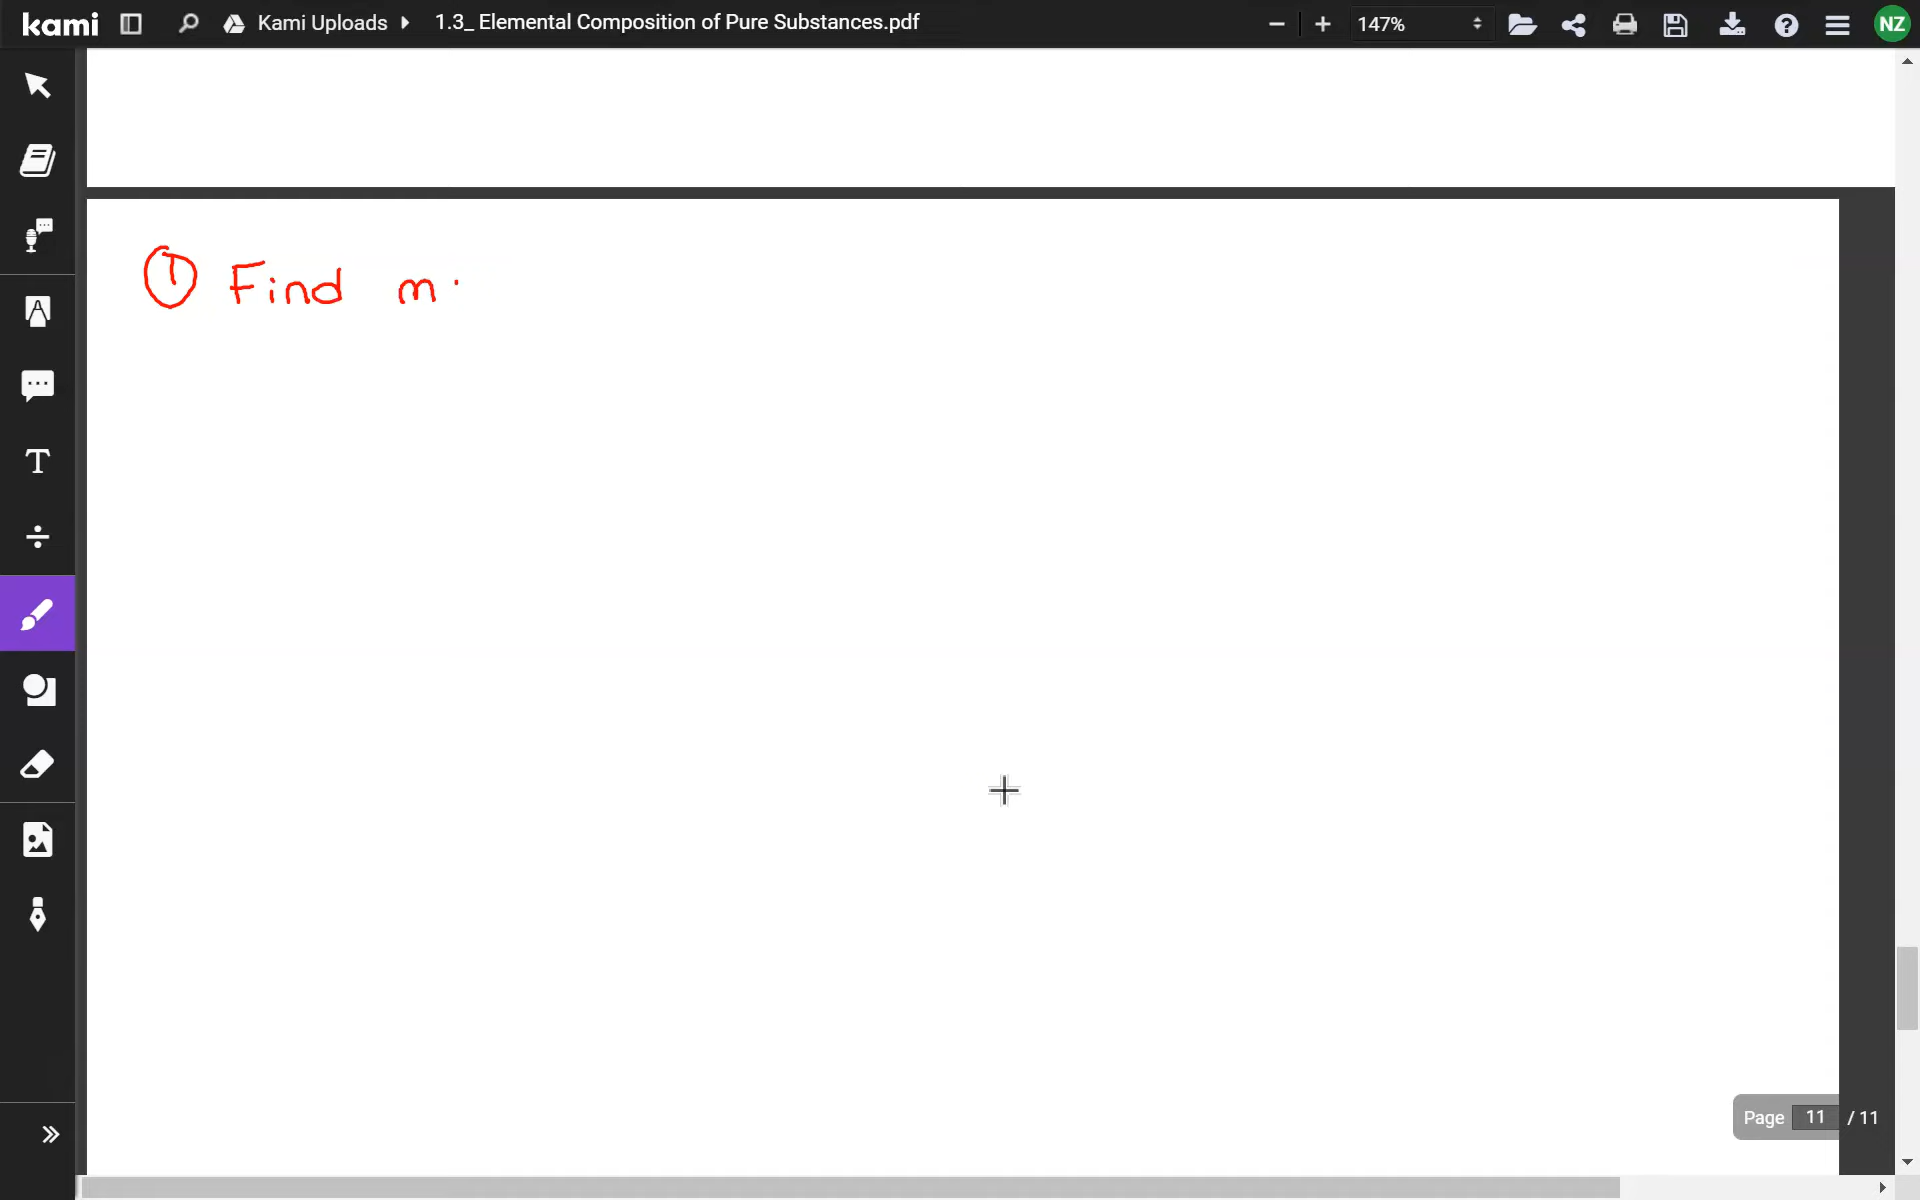 kami Kami Uploads 1.3_ Elemental Composition of Pure Substances.pdf 147% NZ
① Find m
Page 11 / 11